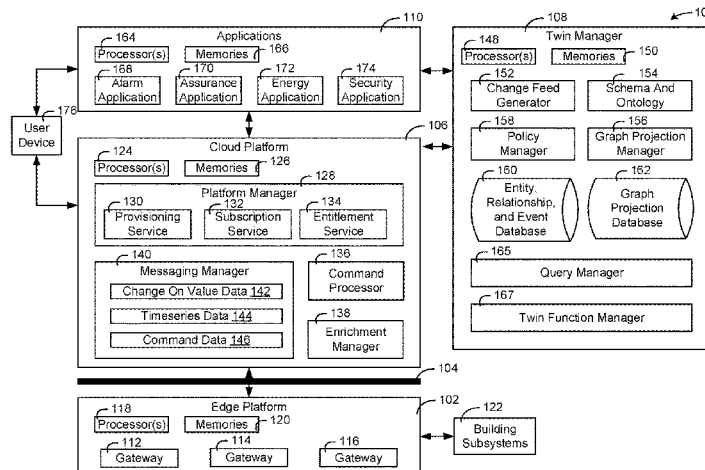 10
110
Applications
164
Processor(s)
Memories
166
168
Alarm
Application
170
Assurance
Application
172
Energy
Application
174
Security
Application
176
User
Device
106
Cloud Platform
124
Processor(s)
Memories
126
128
Platform Manager
130
Provisioning
Service
132
Subscription
Service
134
Entitlement
Service
140
Messaging Manager
Change On Value Data 142
Timeseries Data 144
Command Data 146
136
Command
Processor
138
Enrichment
Manager
104
102
Edge Platform
118
Processor(s)
Memories
120
112
Gateway
114
Gateway
116
Gateway
122
Building
Subsystems
108
Twin Manager
148
Processor(s)
Memories
150
152
Change Feed
Generator
154
Schema And
Ontology
158
Policy
Manager
156
Graph Projection
Manager
160
Entity,
Relationship,
and Event
Database
162
Graph
Projection
Database
165
Query Manager
167
Twin Function Manager